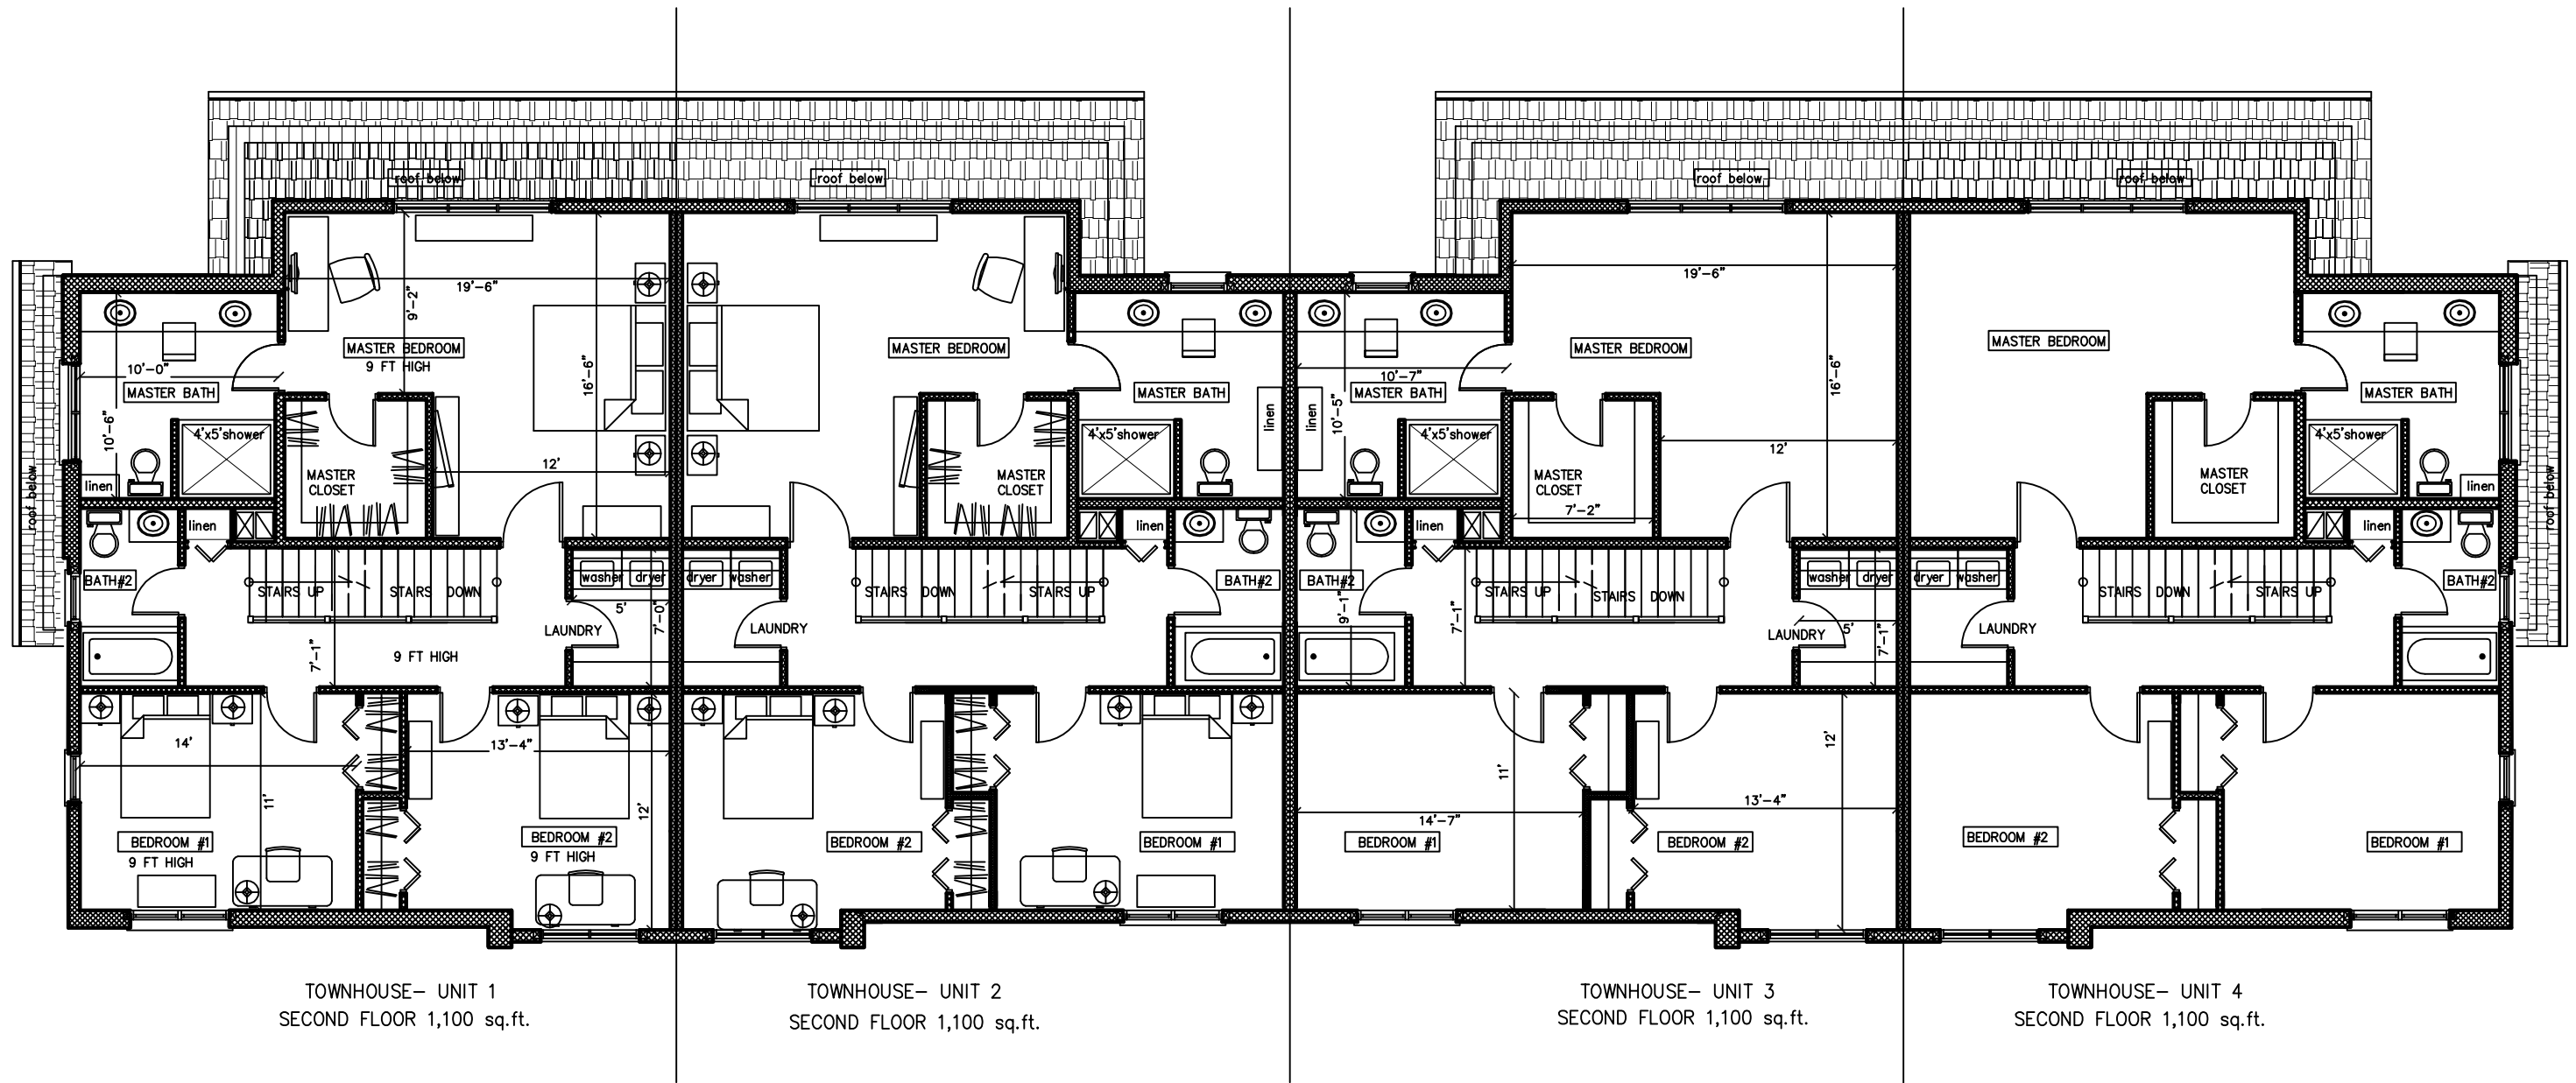 roof below
roof below
roof below
roof below
19'-6"
9'-2"
MASTER BEDROOM
9 FT HIGH
16'-6"
10'-0"
MASTER BATH
10'-6"
4'x5'shower
linen
MASTER
CLOSET
12'
roof below
linen
BATH#2
STAIRS UP
STAIRS DOWN
washer
dryer
5'
LAUNDRY
7'-0"
7'-1"
9 FT HIGH
14'
11'
BEDROOM #1
9 FT HIGH
13'-4"
12'
BEDROOM #2
9 FT HIGH
MASTER BEDROOM
MASTER BATH
linen
4'x5'shower
MASTER
CLOSET
linen
dryer
washer
BATH#2
STAIRS DOWN
STAIRS UP
LAUNDRY
BEDROOM #2
BEDROOM #1
19'-6"
MASTER BEDROOM
16'-6"
10'-7"
MASTER BATH
linen
10'-5"
4'x5'shower
12'
MASTER
CLOSET
7'-2"
linen
BATH#2
9'-1"
7'-1"
STAIRS UP
STAIRS DOWN
washer
dryer
LAUNDRY
5'
7'-1"
11'
12'
14'-7"
13'-4"
BEDROOM #1
BEDROOM #2
MASTER BEDROOM
MASTER BATH
4'x5'shower
MASTER
CLOSET
linen
roof below
linen
dryer
washer
BATH#2
STAIRS DOWN
STAIRS UP
LAUNDRY
BEDROOM #2
BEDROOM #1
TOWNHOUSE- UNIT 1
SECOND FLOOR 1,100 sq.ft.
TOWNHOUSE- UNIT 2
SECOND FLOOR 1,100 sq.ft.
TOWNHOUSE- UNIT 3
SECOND FLOOR 1,100 sq.ft.
TOWNHOUSE- UNIT 4
SECOND FLOOR 1,100 sq.ft.